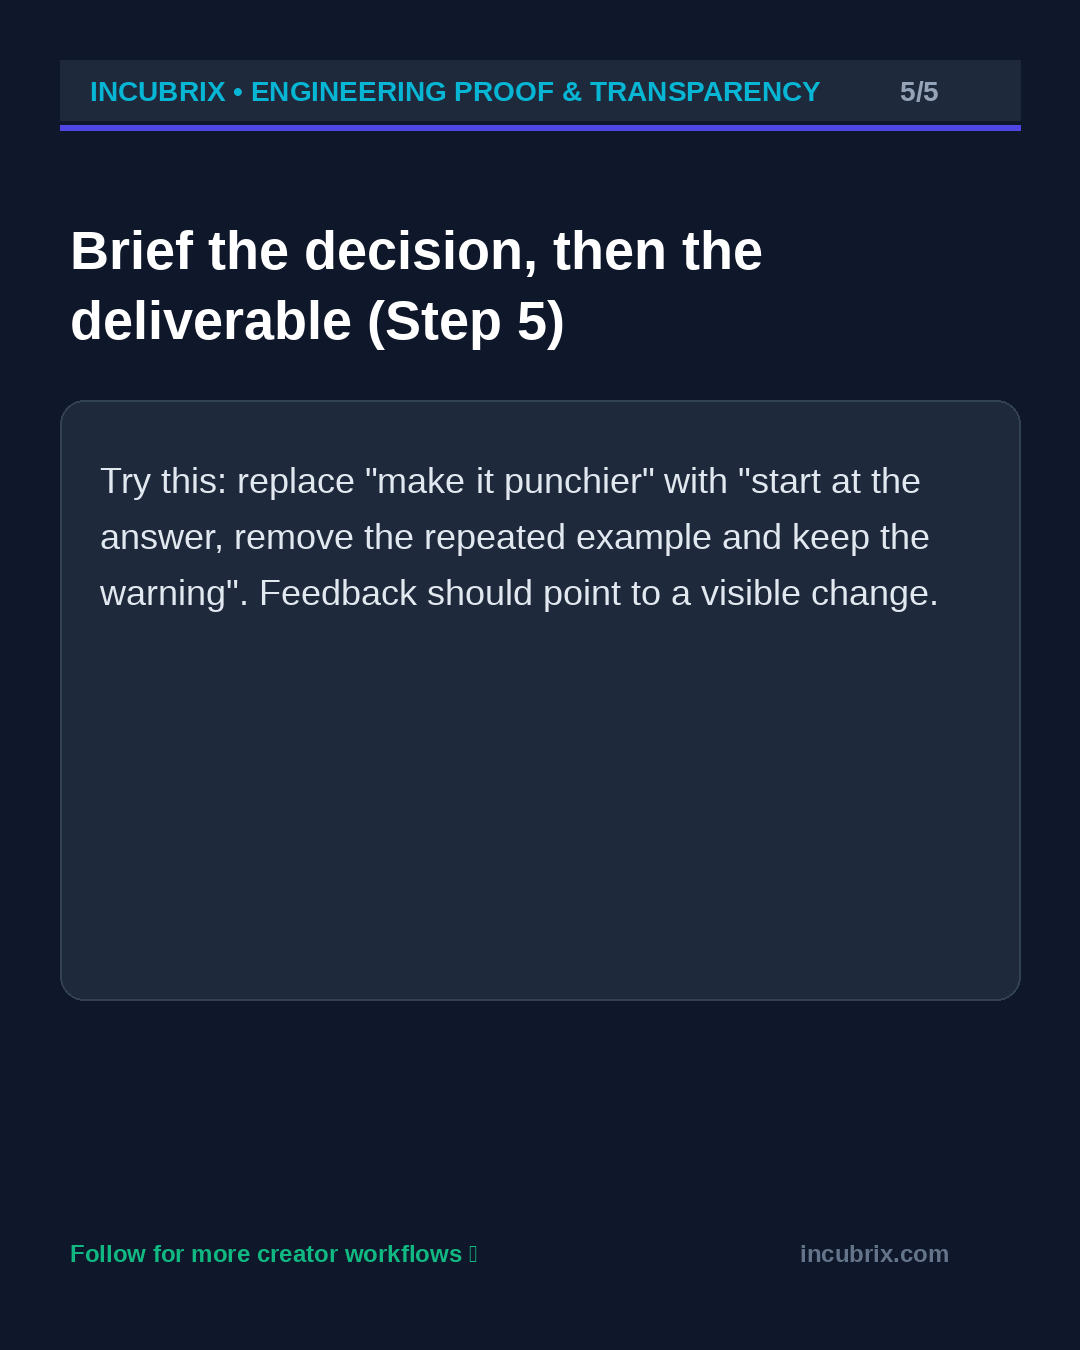 INCUBRIX • ENGINEERING PROOF & TRANSPARENCY 5/5
Brief the decision, then the
deliverable (Step 5)
Try this: replace "make it punchier" with "start at the
answer, remove the repeated example and keep the
warning". Feedback should point to a visible change.
Follow for more creator workflows
incubrix.com